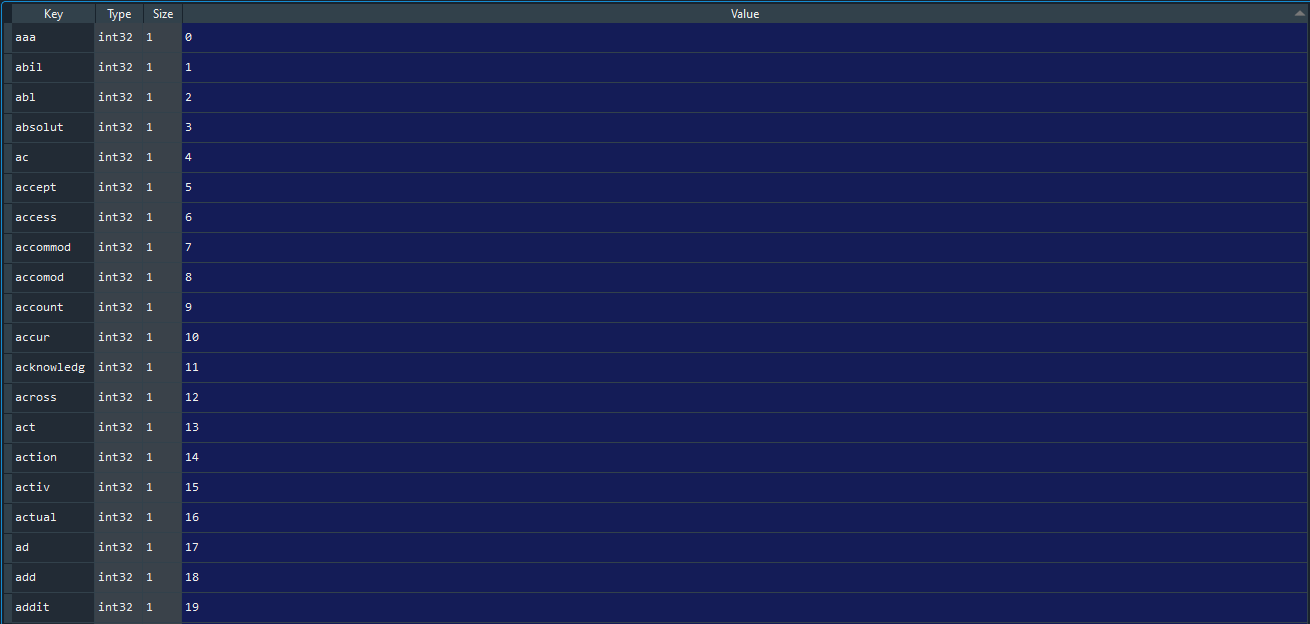 Key Type Size Value
aaa int32 1 0
abil int32 1 1
abl int32 1 2
absolut int32 1 3
ac int32 1 4
accept int32 1 5
access int32 1 6
accommod int32 1 7
accomod int32 1 8
account int32 1 9
accur int32 1 10
acknowledg int32 1 11
across int32 1 12
act int32 1 13
action int32 1 14
activ int32 1 15
actual int32 1 16
ad int32 1 17
add int32 1 18
addit int32 1 19